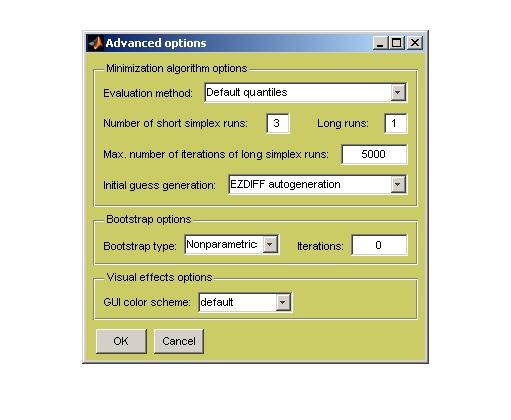 Advanced options
Minimization algorithm options
Evaluation method: Default quantiles
Number of short simplex runs: 3 Long runs: 1
Max. number of iterations of long simplex runs: 5000
Initial guess generation: EZDIFF autogeneration
Bootstrap options
Bootstrap type: Nonparametric Iterations: 0
Visual effects options
GUI color scheme: default
OK Cancel